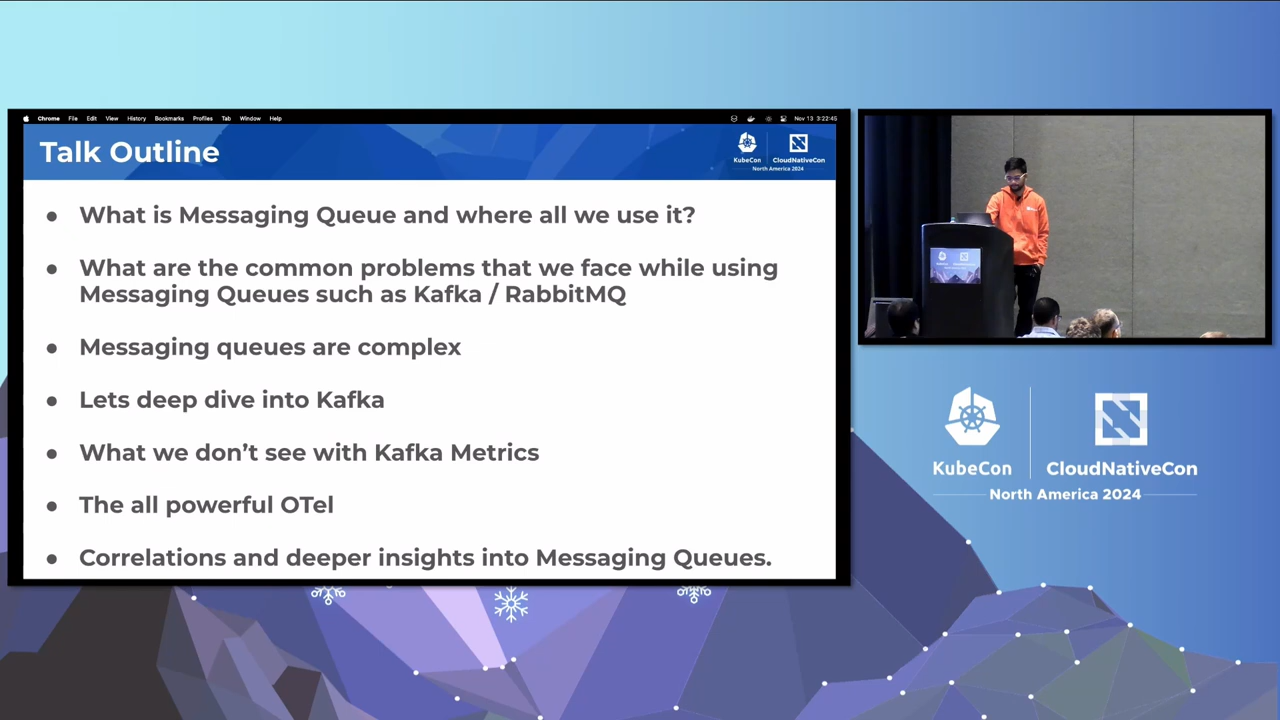 Chrome File Edit View History Bookmarks Profiles Tab Window Help
Nov 13 3:22:45
Talk Outline
KubeCon
CloudNativeCon
North America 2024
● What is Messaging Queue and where all we use it?
● What are the common problems that we face while using
Messaging Queues such as Kafka / RabbitMQ
● Messaging queues are complex
● Lets deep dive into Kafka
● What we don’t see with Kafka Metrics
● The all powerful OTel
● Correlations and deeper insights into Messaging Queues.
KubeCon
CloudNativeCon
North America 2024